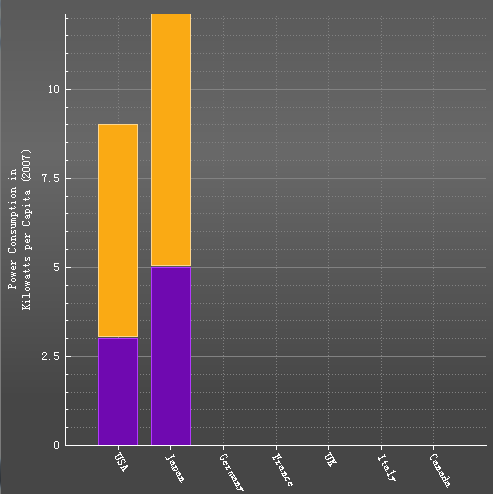 Power Consumption in
Kilowatts per Capita (2007)
10
7.5
5
2.5
0
USA
Japan
Germany
France
UK
Italy
Canada